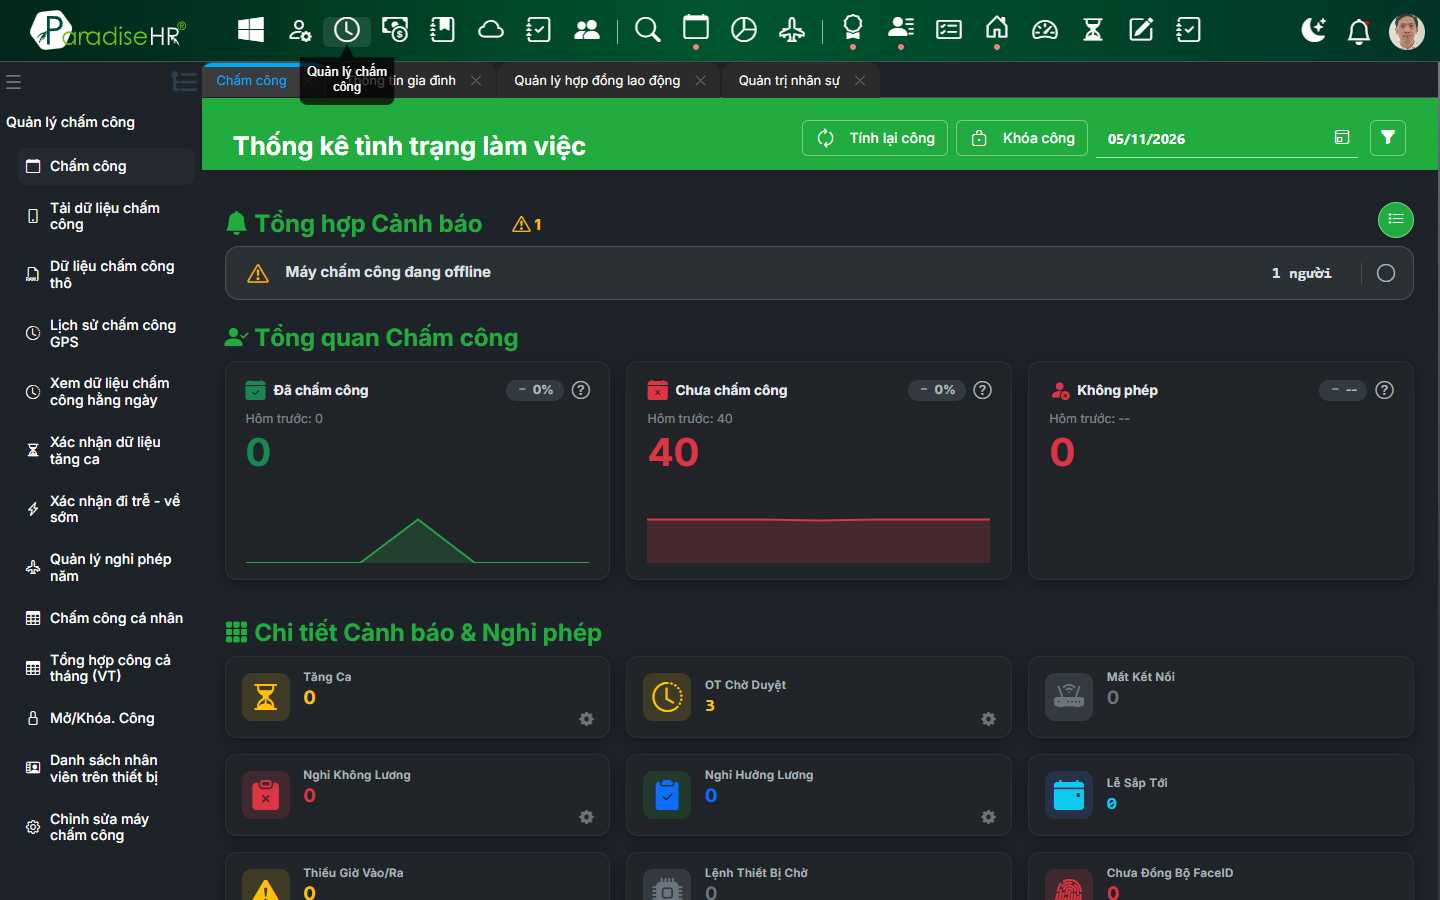 ParadiseHR®
Quản lý chấm
công
Chấm công
tin gia đình
Quản lý hợp đồng lao động
Quản trị nhân sự
Quản lý chấm công
Chấm công
Tải dữ liệu chấm
công
Dữ liệu chấm công
thô
Lịch sử chấm công
GPS
Xem dữ liệu chấm
công hằng ngày
Xác nhận dữ liệu
tăng ca
Xác nhận đi trễ - về
sớm
Quản lý nghỉ phép
năm
Chấm công cá nhân
Tổng hợp công cả
tháng (VT)
Mở/Khóa. Công
Danh sách nhân
viên trên thiết bị
Chỉnh sửa máy
chấm công
Thống kê tình trạng làm việc
Tính lại công
Khóa công
05/11/2026
Tổng hợp Cảnh báo
1
Máy chấm công đang offline
1 người
Tổng quan Chấm công
Đã chấm công
− 0%
Hôm trước: 0
0
Chưa chấm công
− 0%
Hôm trước: 40
40
Không phép
− --
Hôm trước: --
0
Chi tiết Cảnh báo & Nghỉ phép
Tăng Ca
0
OT Chờ Duyệt
3
Mất Kết Nối
0
Nghỉ Không Lương
0
Nghỉ Hưởng Lương
0
Lễ Sắp Tới
0
Thiếu Giờ Vào/Ra
0
Lệnh Thiết Bị Chờ
0
Chưa Đồng Bộ FaceID
0